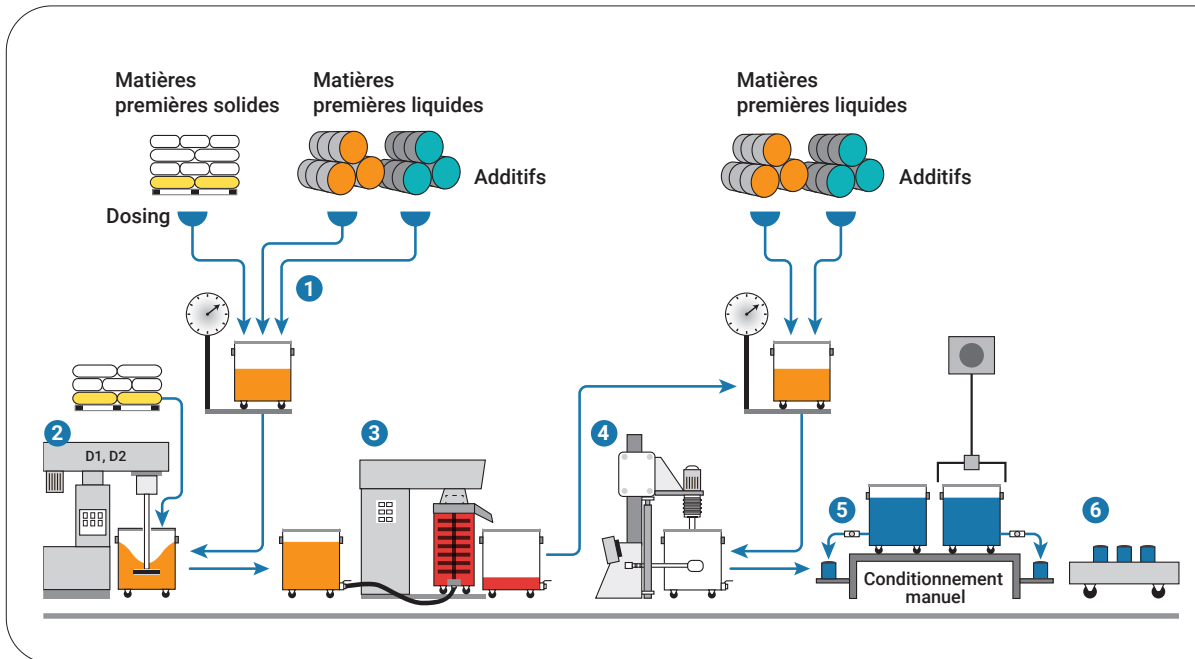 Matières
premières solides
Matières
premières liquides
Additifs
Matières
premières liquides
Additifs
Dosing
1
2
D1, D2
3
4
5
6
Conditionnement
manuel